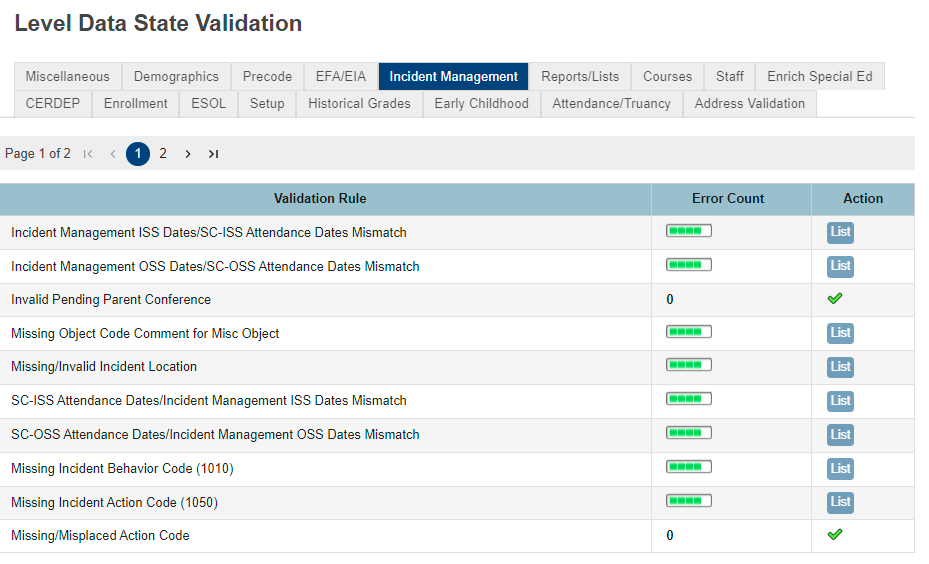 Level Data State Validation
Miscellaneous Demographics Precode EFA/EIA Incident Management Reports/Lists Courses Staff Enrich Special Ed
CERDEP Enrollment ESOL Setup Historical Grades Early Childhood Attendance/Truancy Address Validation
Page 1 of 2 1 2
Validation Rule Error Count Action
Incident Management ISS Dates/SC-ISS Attendance Dates Mismatch List
Incident Management OSS Dates/SC-OSS Attendance Dates Mismatch List
Invalid Pending Parent Conference 0
Missing Object Code Comment for Misc Object List
Missing/Invalid Incident Location List
SC-ISS Attendance Dates/Incident Management ISS Dates Mismatch List
SC-OSS Attendance Dates/Incident Management OSS Dates Mismatch List
Missing Incident Behavior Code (1010) List
Missing Incident Action Code (1050) List
Missing/Misplaced Action Code 0